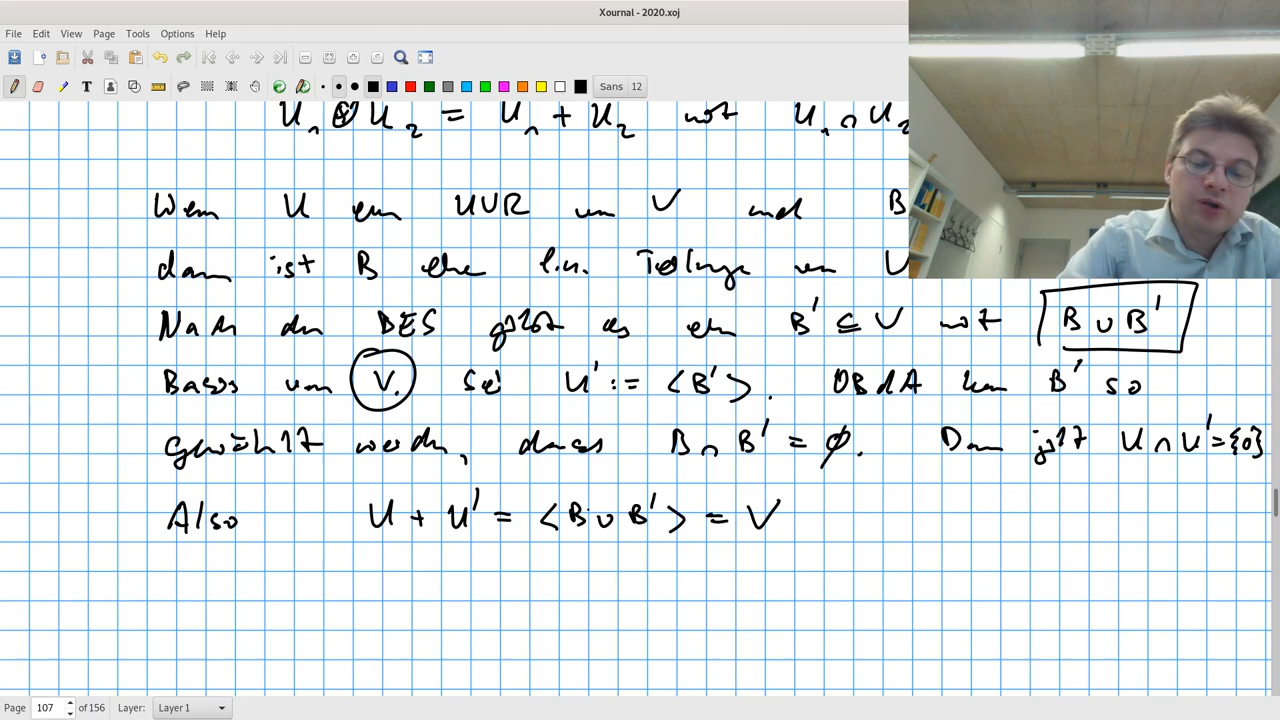 Xournal - 2020.xoj
File Edit View Page Tools Options Help
Sans 12
U₁ ⊕ U₂ = U₁ + U₂ mit U₁ ∩ U₂
Wenn U ein UVR von V und B
dann ist B eine l.u. Teilmenge von V
Nach dem BES gibt es ein B' ⊆ V mit B ∪ B'
Basis von V. Sei U' := <B'>. OBdA kann B' so
gewählt werden, dass B ∩ B' = ∅. Dann gilt U ∩ U' = {0}
Also U + U' = <B ∪ B'> = V
Page 107 of 156 Layer: Layer 1